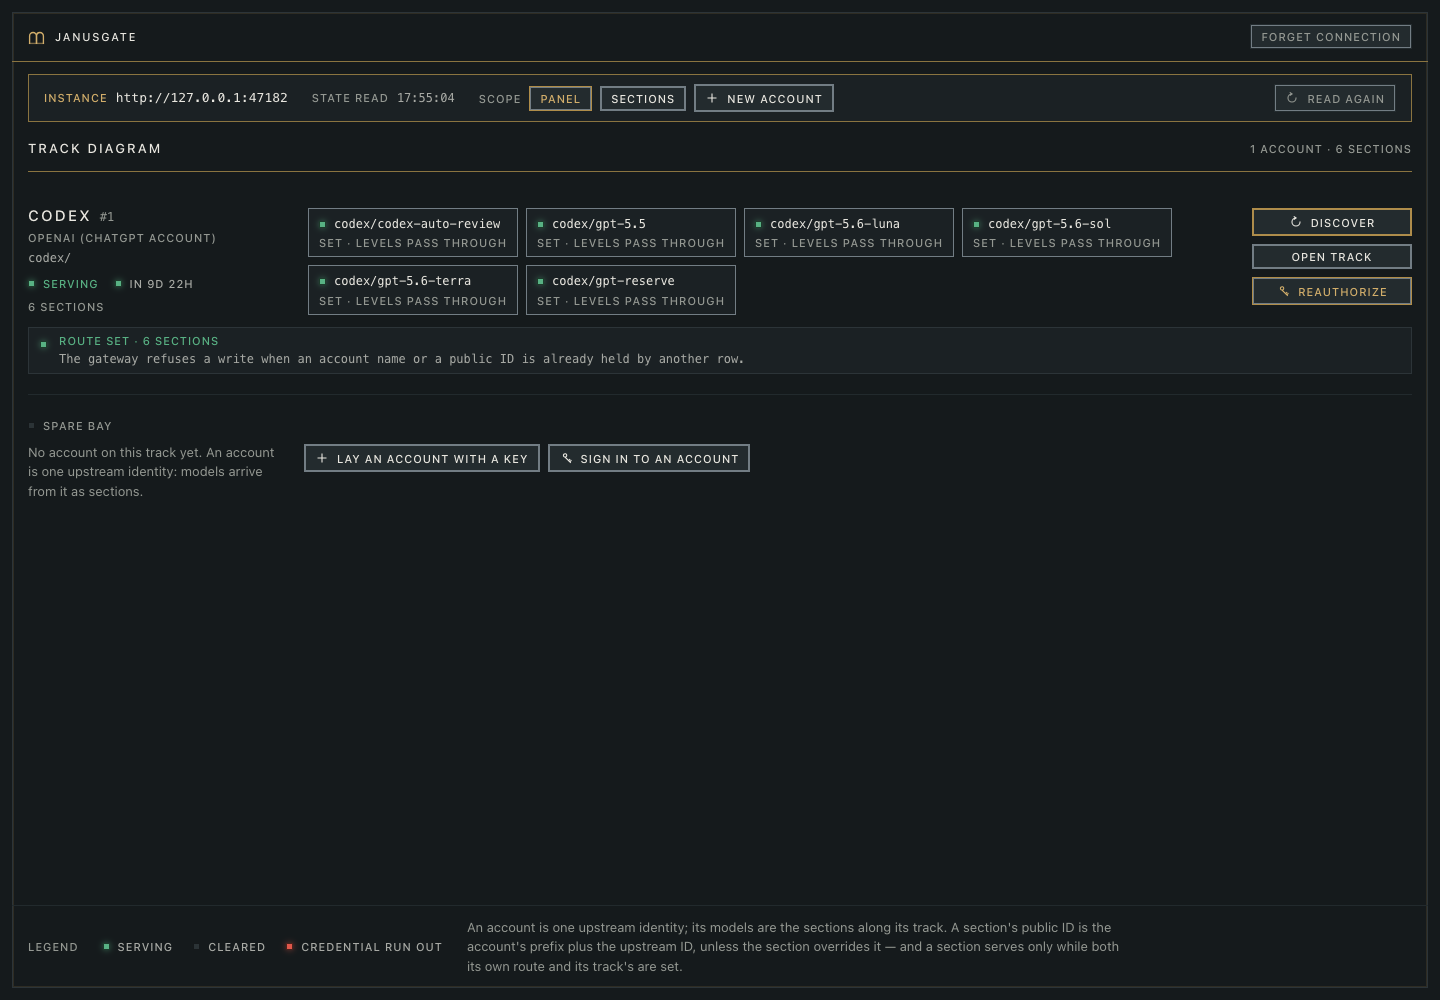 JANUSGATE
FORGET CONNECTION
INSTANCE http://127.0.0.1:47182 STATE READ 17:55:04 SCOPE PANEL SECTIONS + NEW ACCOUNT READ AGAIN
TRACK DIAGRAM
1 ACCOUNT · 6 SECTIONS
CODEX #1
OPENAI (CHATGPT ACCOUNT)
codex/
SERVING IN 9D 22H
6 SECTIONS
codex/codex-auto-review
SET · LEVELS PASS THROUGH
codex/gpt-5.5
SET · LEVELS PASS THROUGH
codex/gpt-5.6-luna
SET · LEVELS PASS THROUGH
codex/gpt-5.6-sol
SET · LEVELS PASS THROUGH
codex/gpt-5.6-terra
SET · LEVELS PASS THROUGH
codex/gpt-reserve
SET · LEVELS PASS THROUGH
DISCOVER
OPEN TRACK
REAUTHORIZE
ROUTE SET · 6 SECTIONS
The gateway refuses a write when an account name or a public ID is already held by another row.
SPARE BAY
No account on this track yet. An account
is one upstream identity: models arrive
from it as sections.
+ LAY AN ACCOUNT WITH A KEY
SIGN IN TO AN ACCOUNT
LEGEND SERVING CLEARED CREDENTIAL RUN OUT
An account is one upstream identity; its models are the sections along its track. A section's public ID is the
account's prefix plus the upstream ID, unless the section overrides it — and a section serves only while both
its own route and its track's are set.